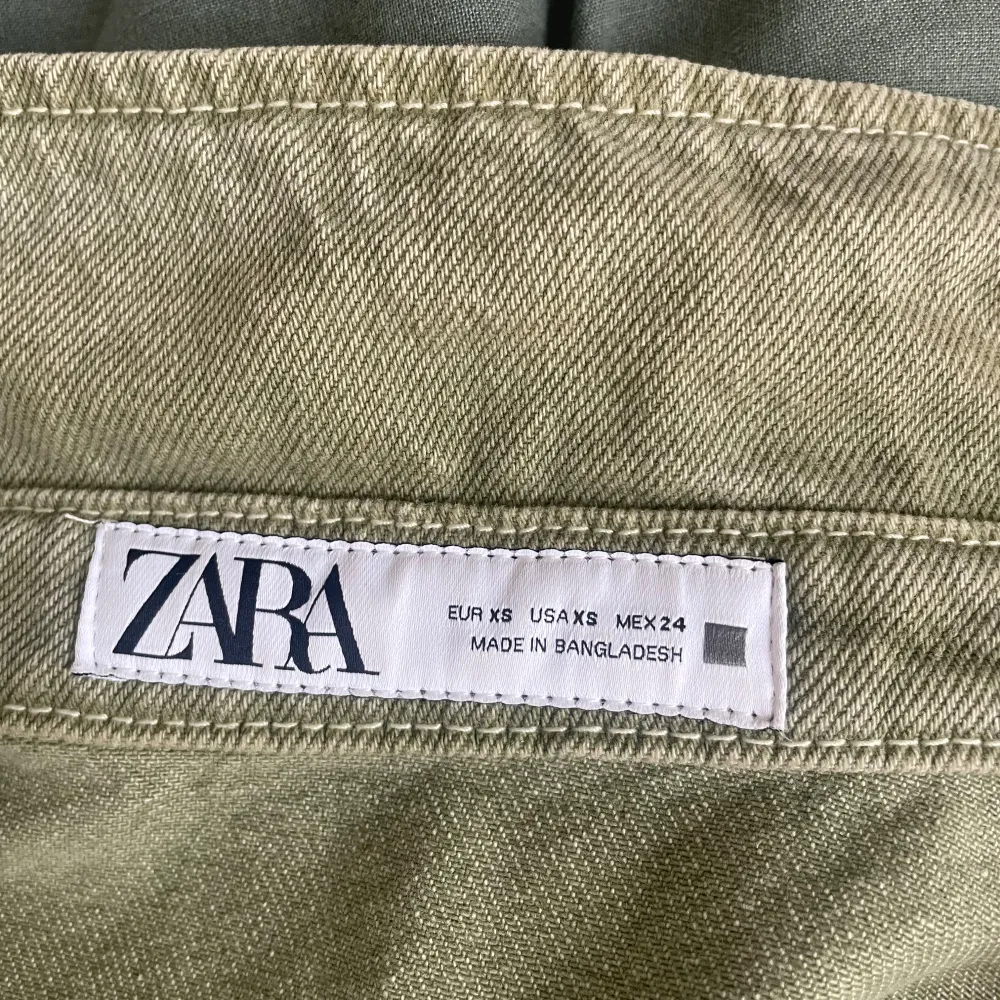 ZARA
EUR XS USA XS MEX 24
MADE IN BANGLADESH